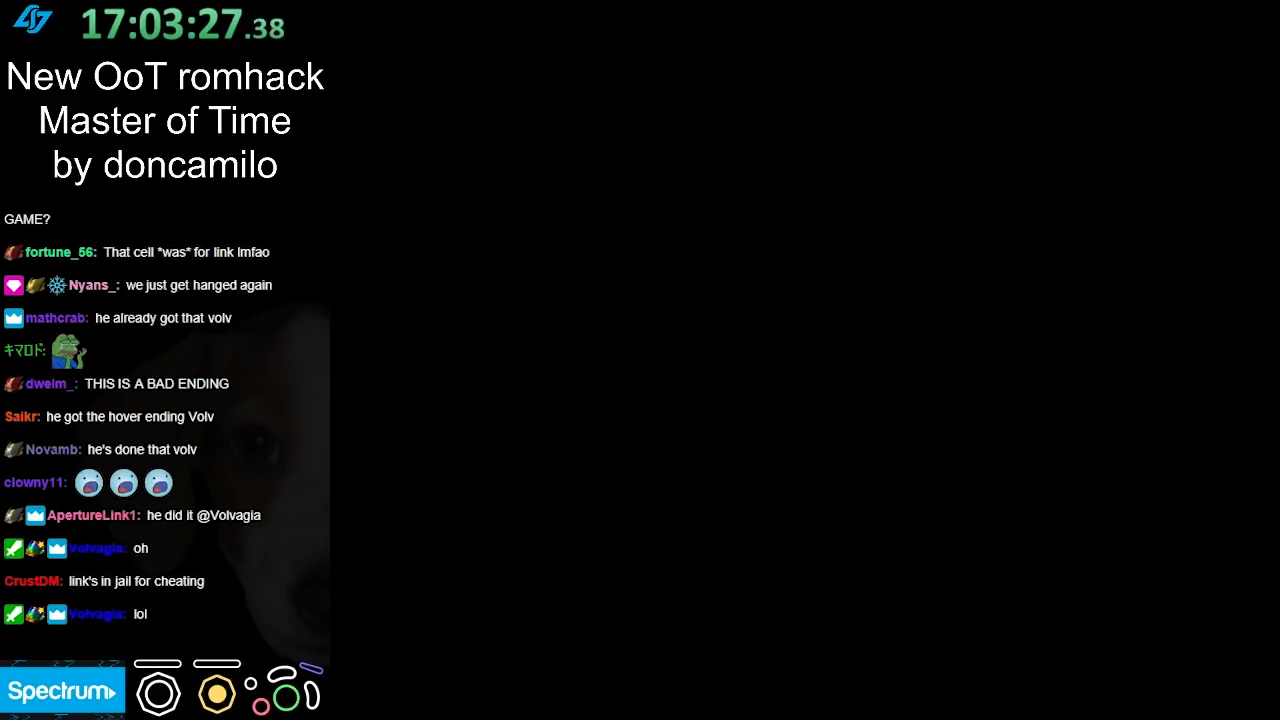 17:03:27.38
New OoT romhack
Master of Time
by doncamilo
GAME?
fortune_56: That cell *was* for link lmfao
Nyans_: we just get hanged again
mathcrab: he already got that volv
キマロド:
dweim_: THIS IS A BAD ENDING
Saikr: he got the hover ending Volv
Novamb: he's done that volv
clowny11:
ApertureLink1: he did it @Volvagia
Volvagia: oh
CrustDM: link's in jail for cheating
Volvagia: lol
Spectrum